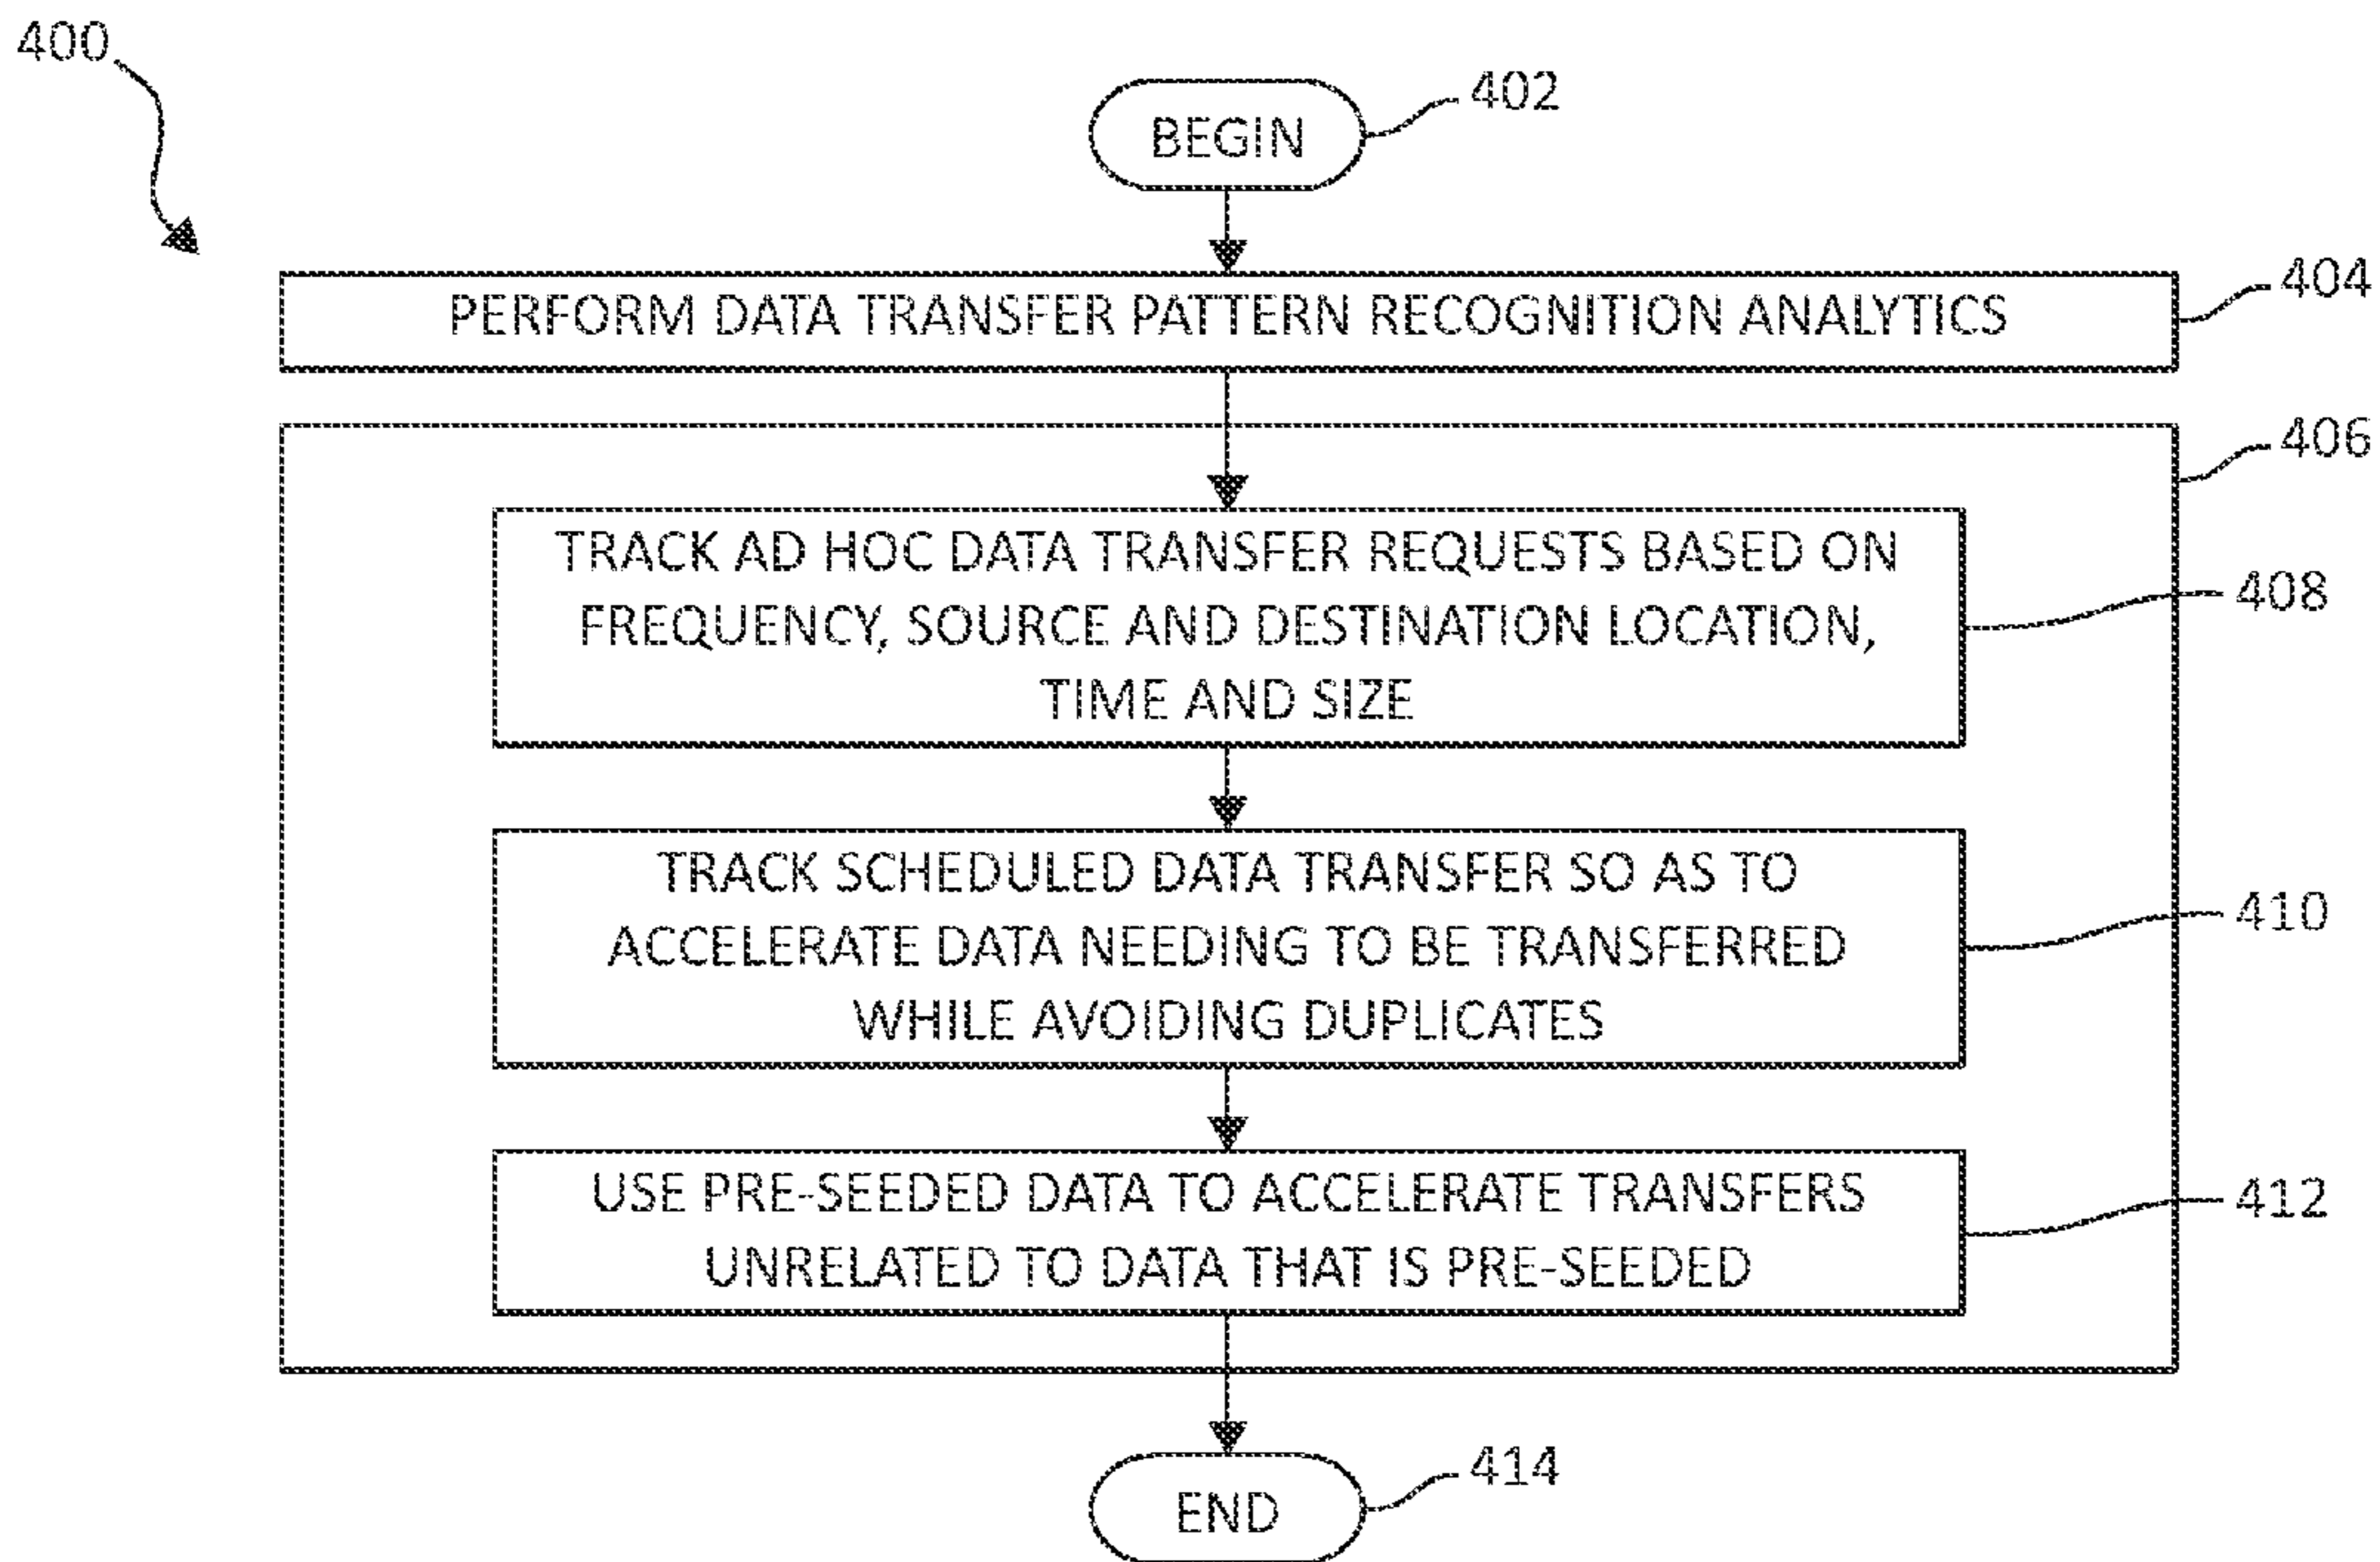 400
BEGIN
402
PERFORM DATA TRANSFER PATTERN RECOGNITION ANALYTICS
404
406
TRACK AD HOC DATA TRANSFER REQUESTS BASED ON
FREQUENCY, SOURCE AND DESTINATION LOCATION,
TIME AND SIZE
408
TRACK SCHEDULED DATA TRANSFER SO AS TO
ACCELERATE DATA NEEDING TO BE TRANSFERRED
WHILE AVOIDING DUPLICATES
410
USE PRE-SEEDED DATA TO ACCELERATE TRANSFERS
UNRELATED TO DATA THAT IS PRE-SEEDED
412
END
414